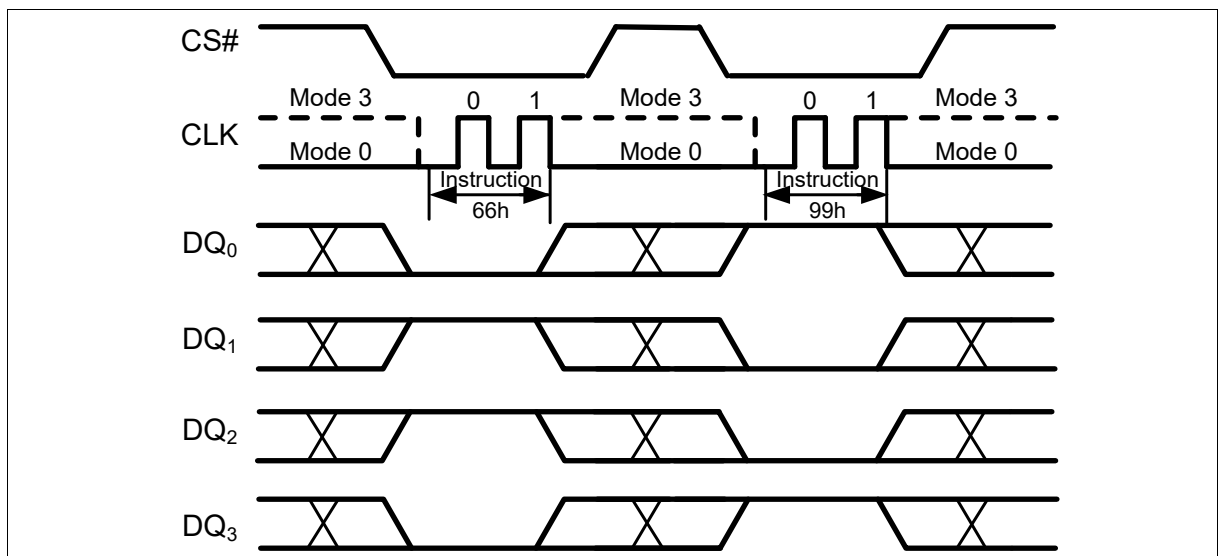 CS#
Mode 3 0 1 Mode 3 0 1 Mode 3
CLK
Mode 0 Mode 0 Mode 0
Instruction Instruction
66h 99h
DQ0
DQ1
DQ2
DQ3